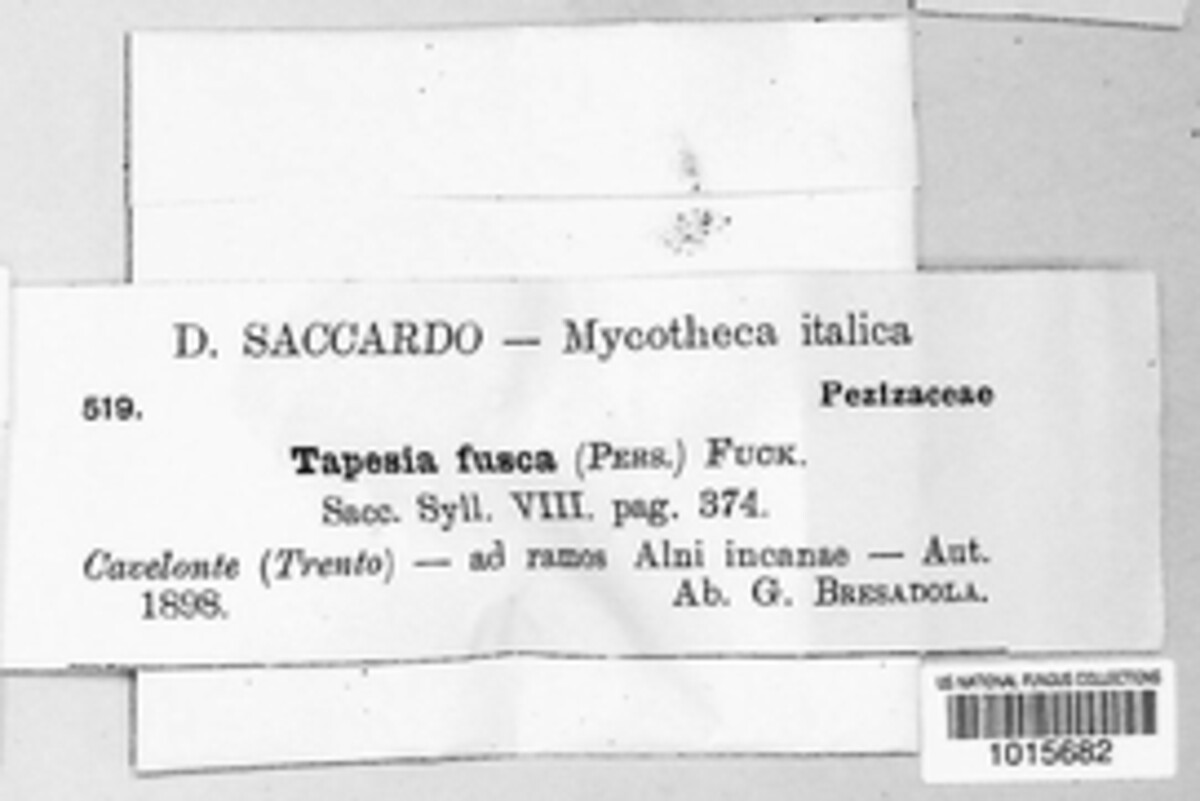 D. SACCARDO — Mycotheca italica
519.
Pezizaceae
Tapesia fusca (PERS.) FUCK.
Sacc. Syll. VIII. pag. 374.
Cavelonte (Trento) — ad ramos Alni incanae — Aut.
1898.
Ab. G. BRESADOLA.
US NATIONAL FUNGUS COLLECTIONS
1015682